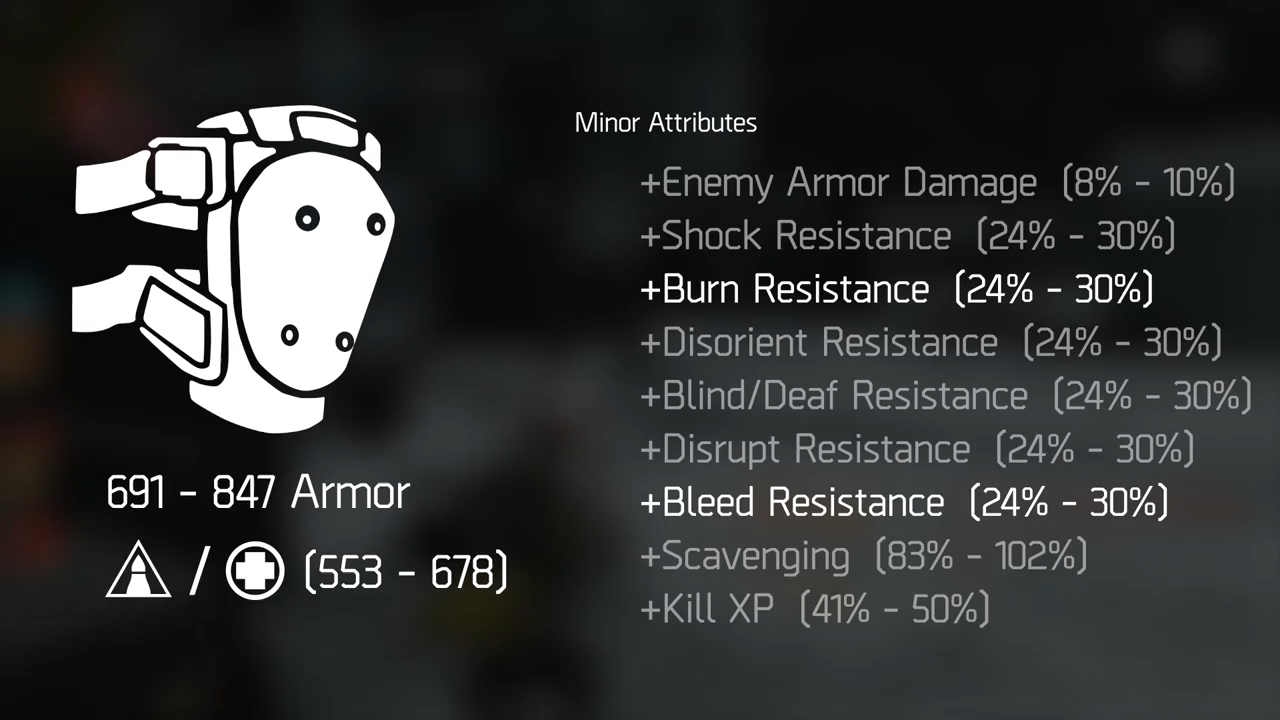 Minor Attributes
+Enemy Armor Damage (8% - 10%)
+Shock Resistance (24% - 30%)
+Burn Resistance (24% - 30%)
+Disorient Resistance (24% - 30%)
+Blind/Deaf Resistance (24% - 30%)
+Disrupt Resistance (24% - 30%)
+Bleed Resistance (24% - 30%)
+Scavenging (83% - 102%)
+Kill XP (41% - 50%)
691 - 847 Armor
/ (553 - 678)